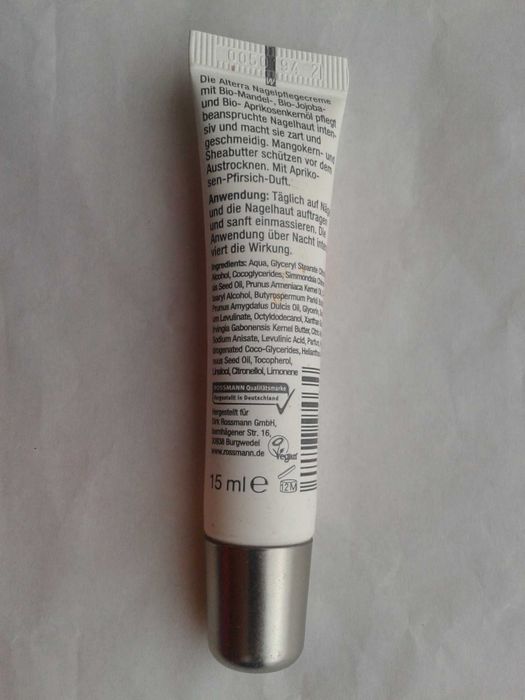 Die Alterra Nagelpflegecreme
mit Bio-Mandel-, Bio-Jojoba-
und Bio- Aprikosenkernöl pflegt
beanspruchte Nagelhaut inten-
siv und macht sie zart und
geschmeidig. Mangokern- und
Sheabutter schützen vor dem
Austrocknen. Mit Apriko-
sen-Pfirsich-Duft.
Anwendung: Täglich auf
und die Nagelhaut auftragen
und sanft einmassieren. Die
Anwendung über Nacht
viert die Wirkung.
Ingredients: Aqua, Glyceryl Stearate
Alcohol, Cocoglycerides, Simmondsia
Seed Oil, Prunus Armeniaca Kernel
Alcohol, Butyrospermum Parkii
Prunus Amygdalus Dulcis Oil, Glycerin,
Levulinate, Octyldodecanol, Xanthan
Irvingia Gabonensis Kernel Butter,
Sodium Anisate, Levulinic Acid, Parfum
Coco-Glycerides,
Seed Oil, Tocopherol,
Linalool, Citronellol, Limonene
ROSSMANN Qualitätsmarke
Hergestellt in Deutschland
Hergestellt für
Dirk Rossmann GmbH,
Isernhägener Str. 16,
30938 Burgwedel
www.rossmann.de
Vegan
15 ml e
12M